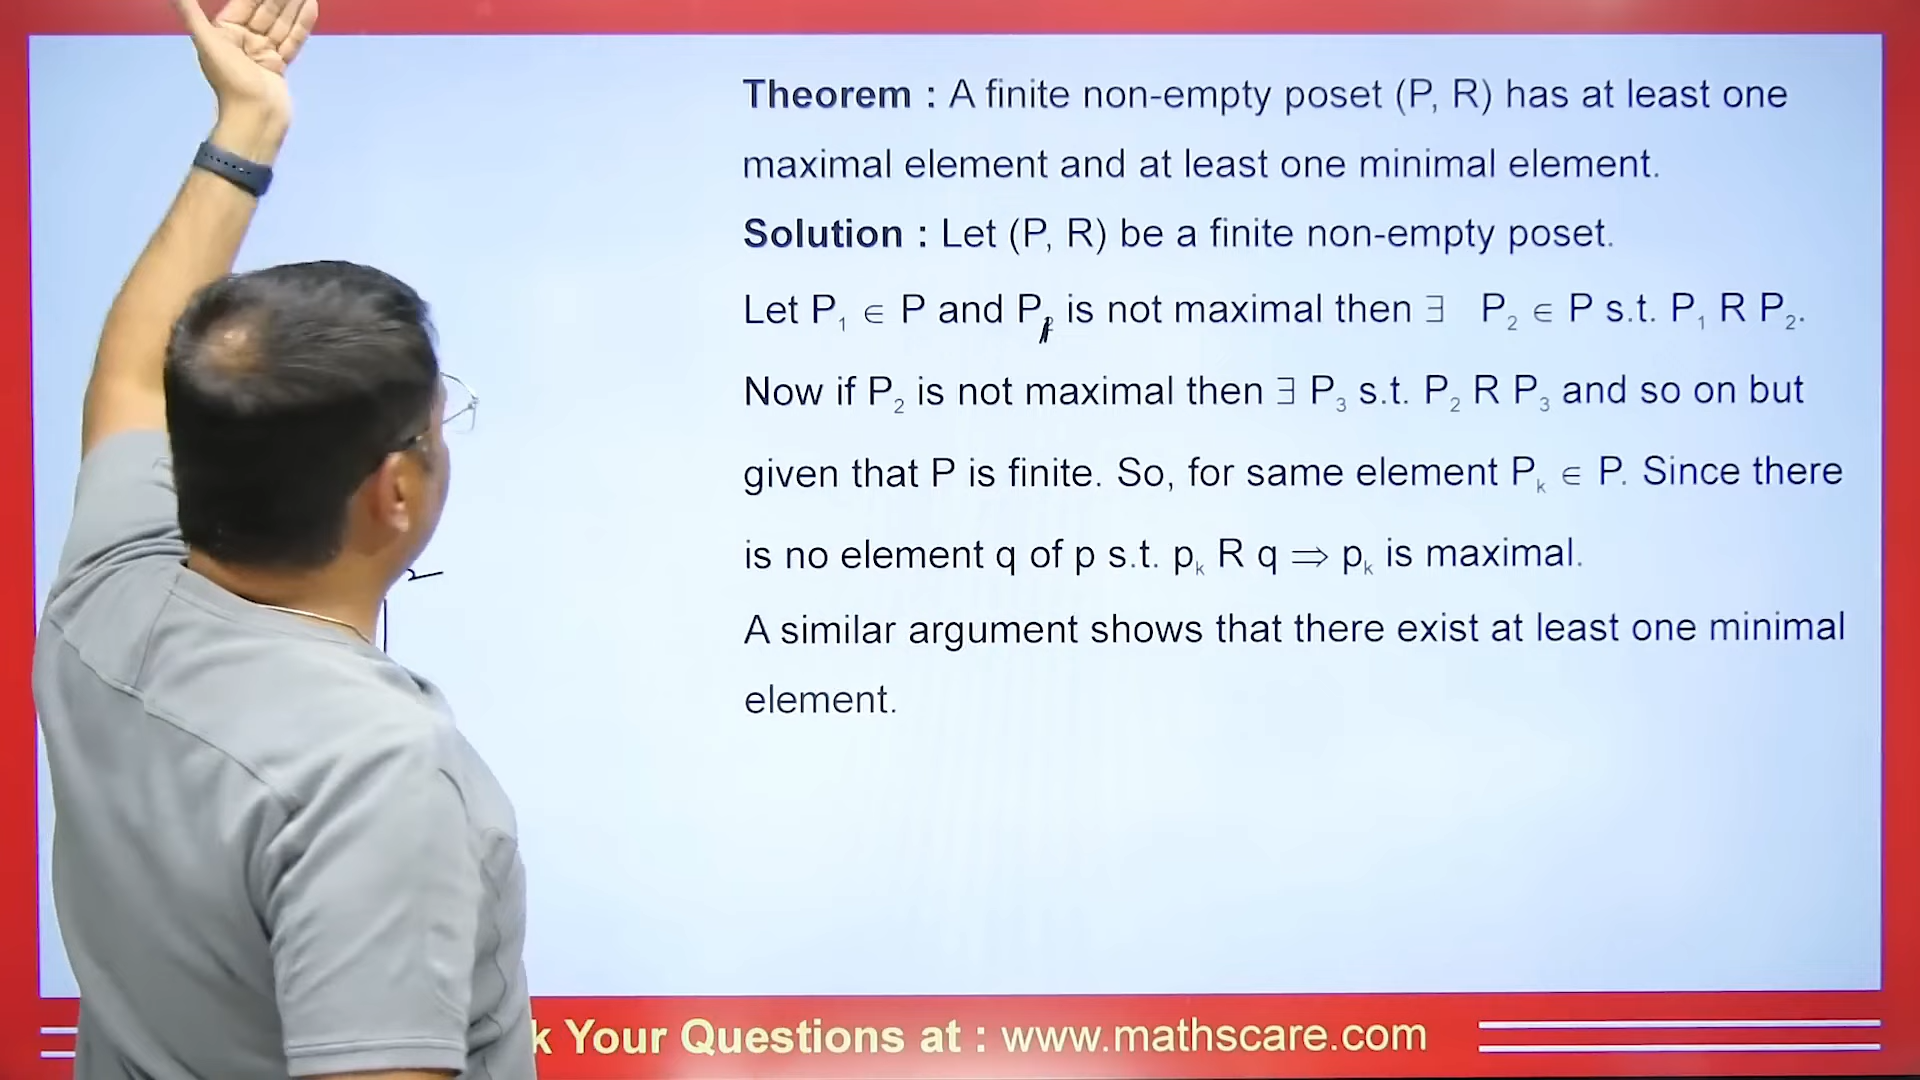 Theorem : A finite non-empty poset (P, R) has at least one
maximal element and at least one minimal element.
Solution : Let (P, R) be a finite non-empty poset.
Let P₁ ∈ P and P₁ is not maximal then ∃ P₂ ∈ P s.t. P₁ R P₂.
Now if P₂ is not maximal then ∃ P₃ s.t. P₂ R P₃ and so on but
given that P is finite. So, for same element Pₖ ∈ P. Since there
is no element q of p s.t. pₖ R q ⇒ pₖ is maximal.
A similar argument shows that there exist at least one minimal
element.
k Your Questions at : www.mathscare.com